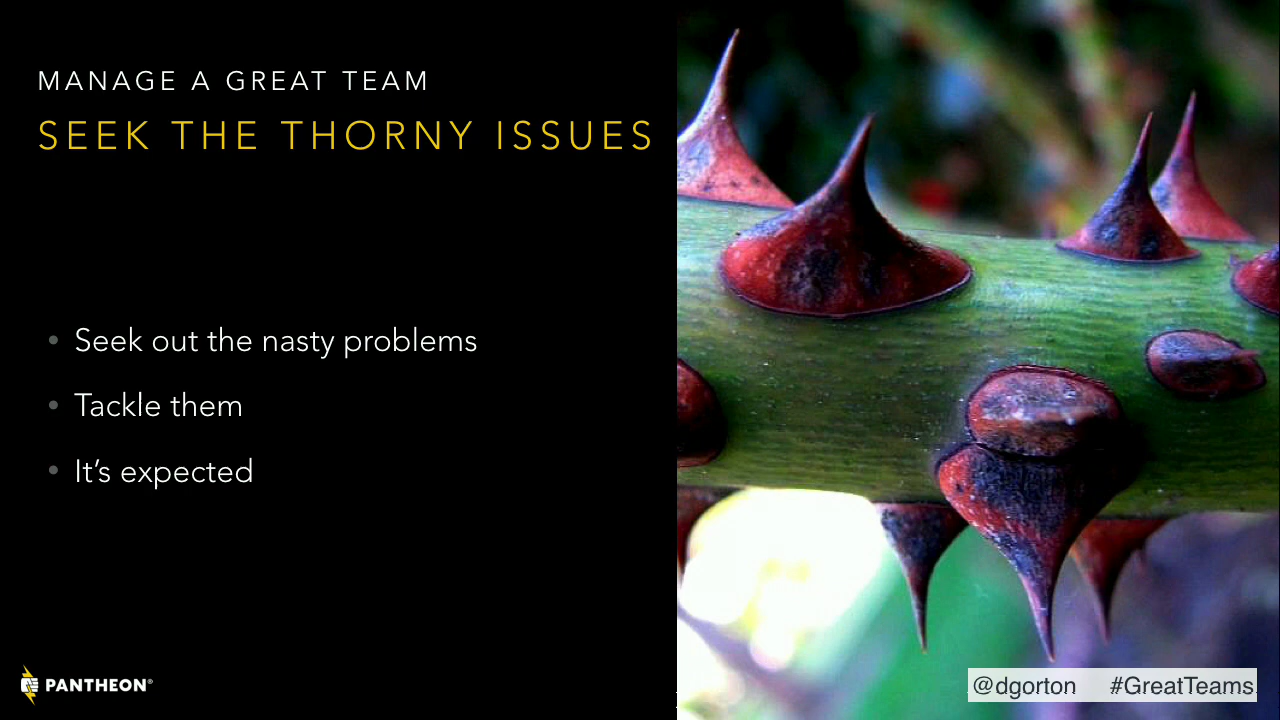 MANAGE A GREAT TEAM
SEEK THE THORNY ISSUES
• Seek out the nasty problems
• Tackle them
• It’s expected
PANTHEON®
@dgorton #GreatTeams